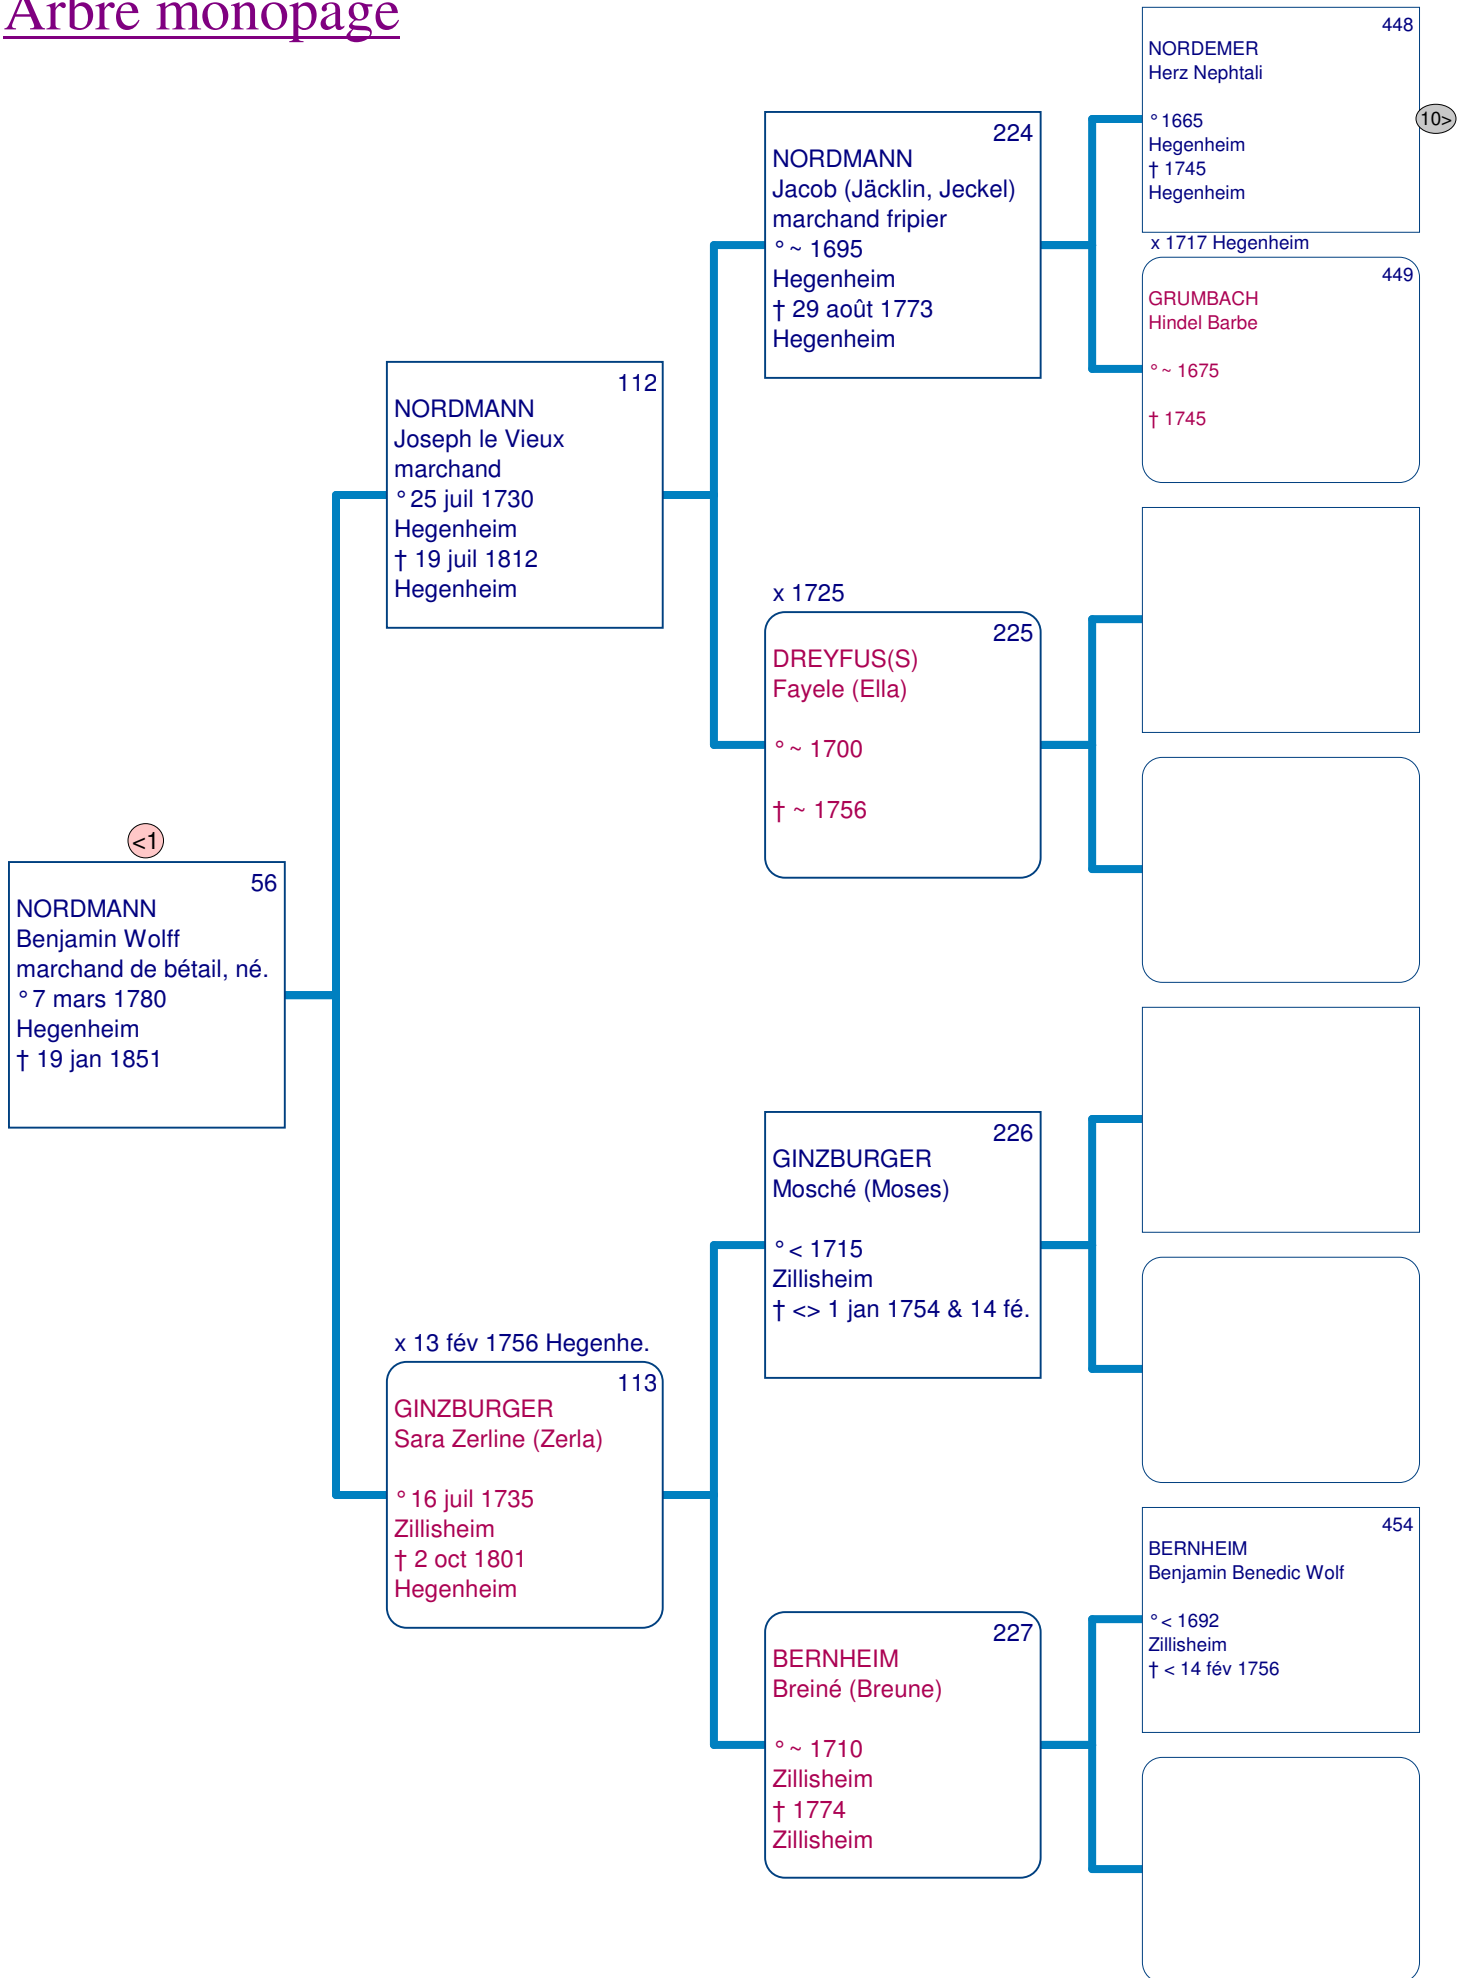 Arbre monopage
448
NORDEMER
Herz Nephtali
° 1665
Hegenheim
† 1745
Hegenheim
10>
x 1717 Hegenheim
449
GRUMBACH
Hindel Barbe
° ~ 1675
† 1745
224
NORDMANN
Jacob (Jäcklin, Jeckel)
marchand fripier
° ~ 1695
Hegenheim
† 29 août 1773
Hegenheim
112
NORDMANN
Joseph le Vieux
marchand
° 25 juil 1730
Hegenheim
† 19 juil 1812
Hegenheim
x 1725
225
DREYFUS(S)
Fayele (Ella)
° ~ 1700
† ~ 1756
<1
56
NORDMANN
Benjamin Wolff
marchand de bétail, né.
° 7 mars 1780
Hegenheim
† 19 jan 1851
226
GINZBURGER
Mosché (Moses)
° < 1715
Zillisheim
† <> 1 jan 1754 & 14 fé.
x 13 fév 1756 Hegenhe.
113
GINZBURGER
Sara Zerline (Zerla)
° 16 juil 1735
Zillisheim
† 2 oct 1801
Hegenheim
454
BERNHEIM
Benjamin Benedic Wolf
° < 1692
Zillisheim
† < 14 fév 1756
227
BERNHEIM
Breiné (Breune)
° ~ 1710
Zillisheim
† 1774
Zillisheim